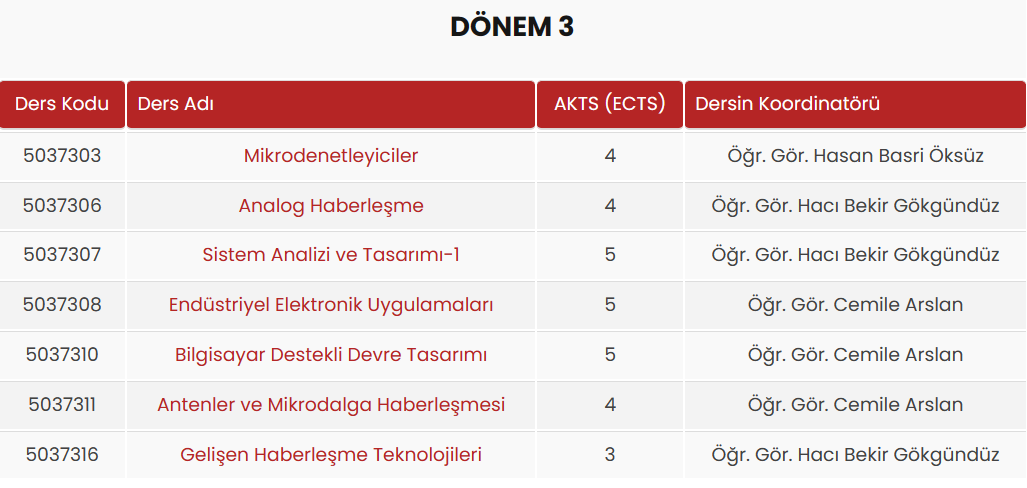 DÖNEM 3
Ders Kodu Ders Adı AKTS (ECTS) Dersin Koordinatörü
5037303 Mikrodenetleyiciler 4 Öğr. Gör. Hasan Basri Öksüz
5037306 Analog Haberleşme 4 Öğr. Gör. Hacı Bekir Gökgündüz
5037307 Sistem Analizi ve Tasarımı-1 5 Öğr. Gör. Hacı Bekir Gökgündüz
5037308 Endüstriyel Elektronik Uygulamaları 5 Öğr. Gör. Cemile Arslan
5037310 Bilgisayar Destekli Devre Tasarımı 5 Öğr. Gör. Cemile Arslan
5037311 Antenler ve Mikrodalga Haberleşmesi 4 Öğr. Gör. Cemile Arslan
5037316 Gelişen Haberleşme Teknolojileri 3 Öğr. Gör. Hacı Bekir Gökgündüz